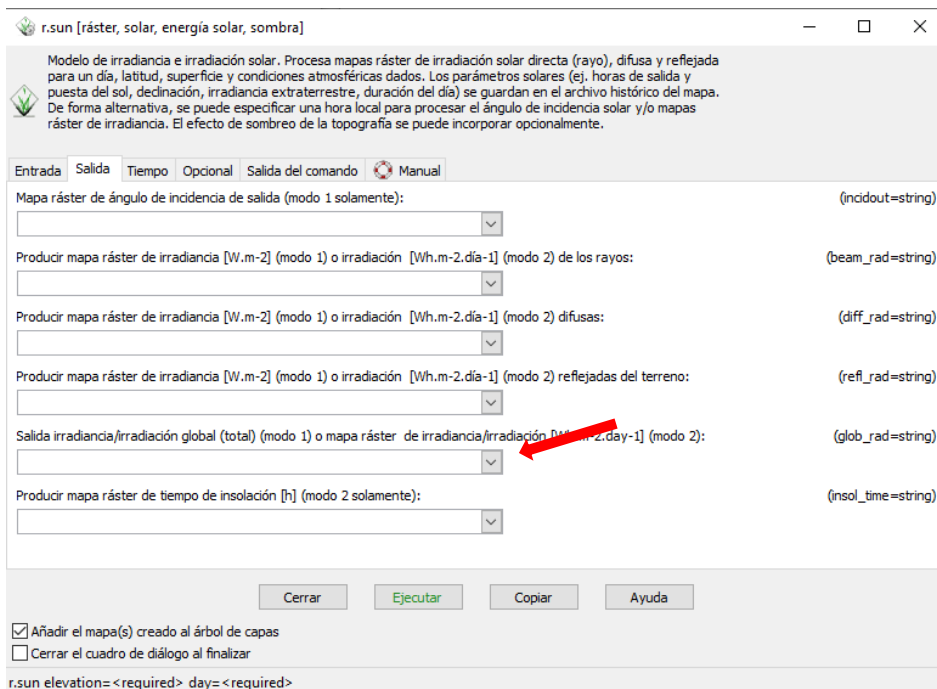 r.sun [ráster, solar, energía solar, sombra]
Modelo de irradiancia e irradiación solar. Procesa mapas ráster de irradiación solar directa (rayo), difusa y reflejada
para un día, latitud, superficie y condiciones atmosféricas dados. Los parámetros solares (ej. horas de salida y
puesta del sol, declinación, irradiancia extraterrestre, duración del día) se guardan en el archivo histórico del mapa.
De forma alternativa, se puede especificar una hora local para procesar el ángulo de incidencia solar y/o mapas
ráster de irradiancia. El efecto de sombreo de la topografía se puede incorporar opcionalmente.
Entrada Salida Tiempo Opcional Salida del comando Manual
Mapa ráster de ángulo de incidencia de salida (modo 1 solamente): (incidout=string)
Producir mapa ráster de irradiancia [W.m-2] (modo 1) o irradiación [Wh.m-2.día-1] (modo 2) de los rayos: (beam_rad=string)
Producir mapa ráster de irradiancia [W.m-2] (modo 1) o irradiación [Wh.m-2.día-1] (modo 2) difusas: (diff_rad=string)
Producir mapa ráster de irradiancia [W.m-2] (modo 1) o irradiación [Wh.m-2.día-1] (modo 2) reflejadas del terreno: (refl_rad=string)
Salida irradiancia/irradiación global (total) (modo 1) o mapa ráster de irradiancia/irradiación [Wh.m-2.day-1] (modo 2): (glob_rad=string)
Producir mapa ráster de tiempo de insolación [h] (modo 2 solamente): (insol_time=string)
Cerrar Ejecutar Copiar Ayuda
Añadir el mapa(s) creado al árbol de capas
Cerrar el cuadro de diálogo al finalizar
r.sun elevation=<required> day=<required>